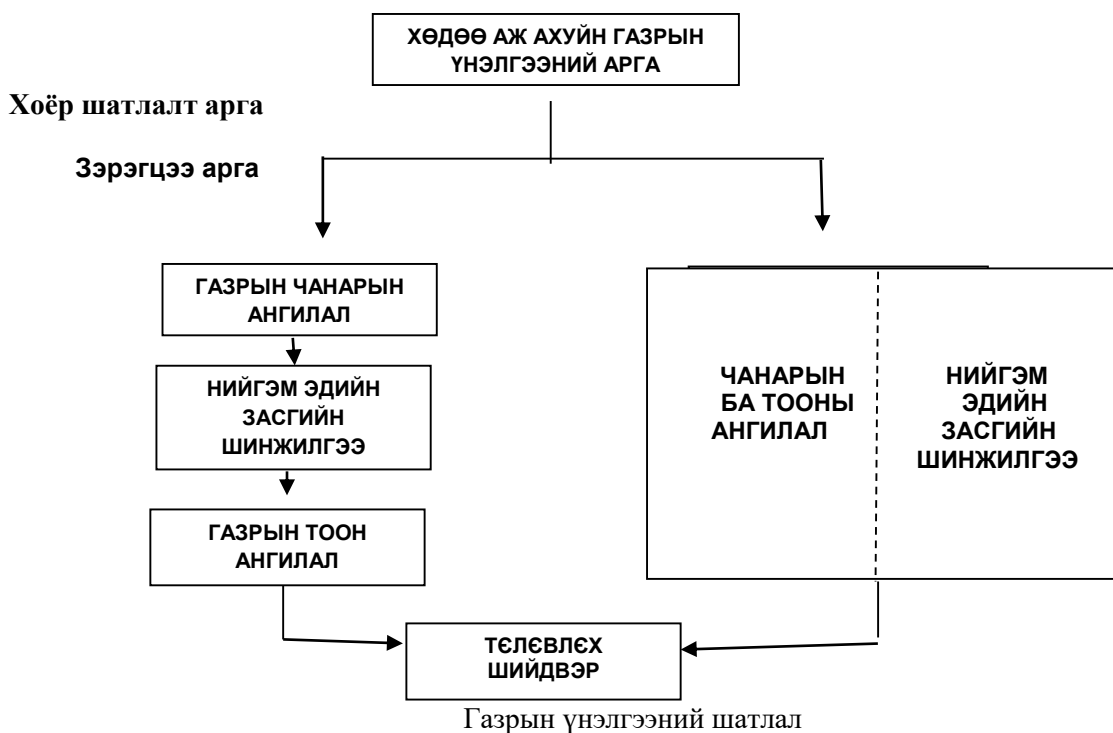 ХӨДӨӨ АЖ АХУЙН ГАЗРЫН
ҮНЭЛГЭЭНИЙ АРГА
Хоёр шатлалт арга
Зэрэгцээ арга
ГАЗРЫН ЧАНАРЫН
АНГИЛАЛ
НИЙГЭМ ЭДИЙН
ЗАСГИЙН
ШИНЖИЛГЭЭ
ГАЗРЫН ТООН
АНГИЛАЛ
ЧАНАРЫН
БА ТООНЫ
АНГИЛАЛ
НИЙГЭМ
ЭДИЙН
ЗАСГИЙН
ШИНЖИЛГЭЭ
ТЄЛЄВЛЄХ
ШИЙДВЭР
Газрын үнэлгээний шатлал